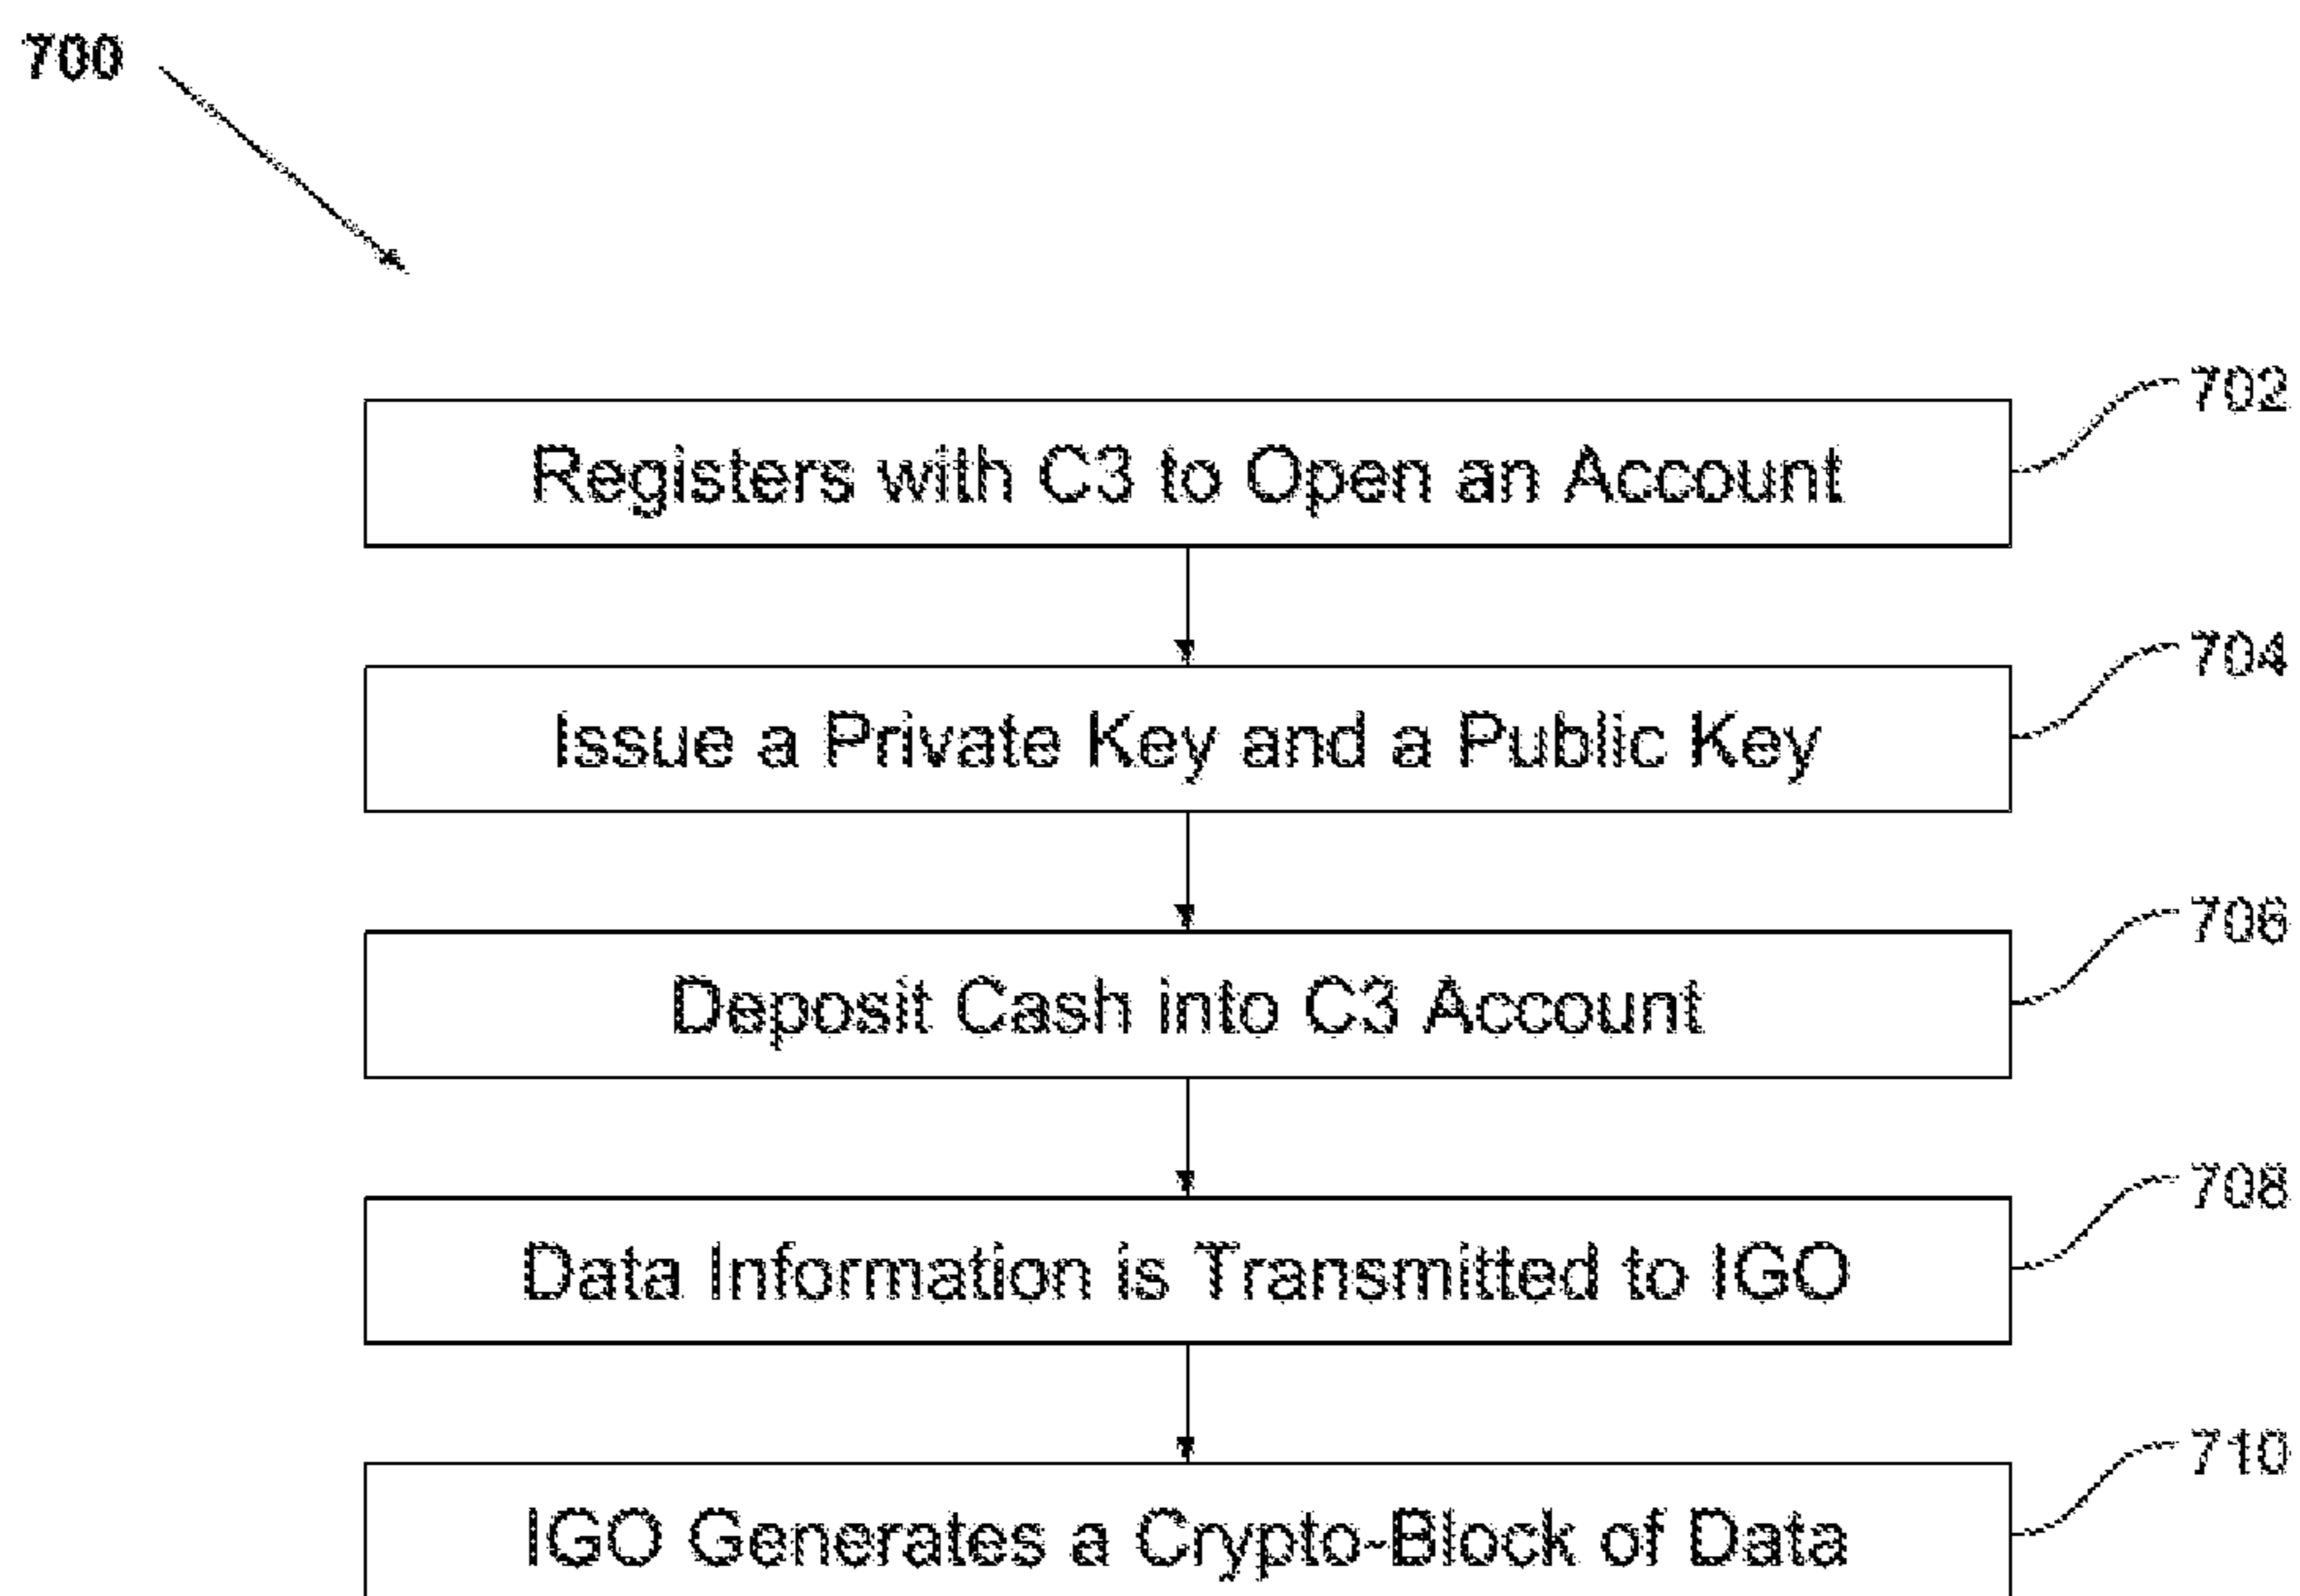 700
702
Registers with C3 to Open an Account
704
Issue a Private Key and a Public Key
706
Deposit Cash into C3 Account
708
Data Information is Transmitted to IGO
710
IGO Generates a Crypto-Block of Data